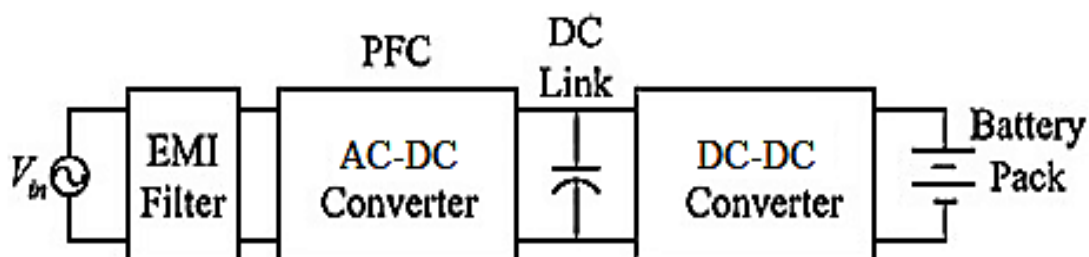 PFC
DC
Link
V_in
EMI
Filter
AC-DC
Converter
DC-DC
Converter
Battery
Pack